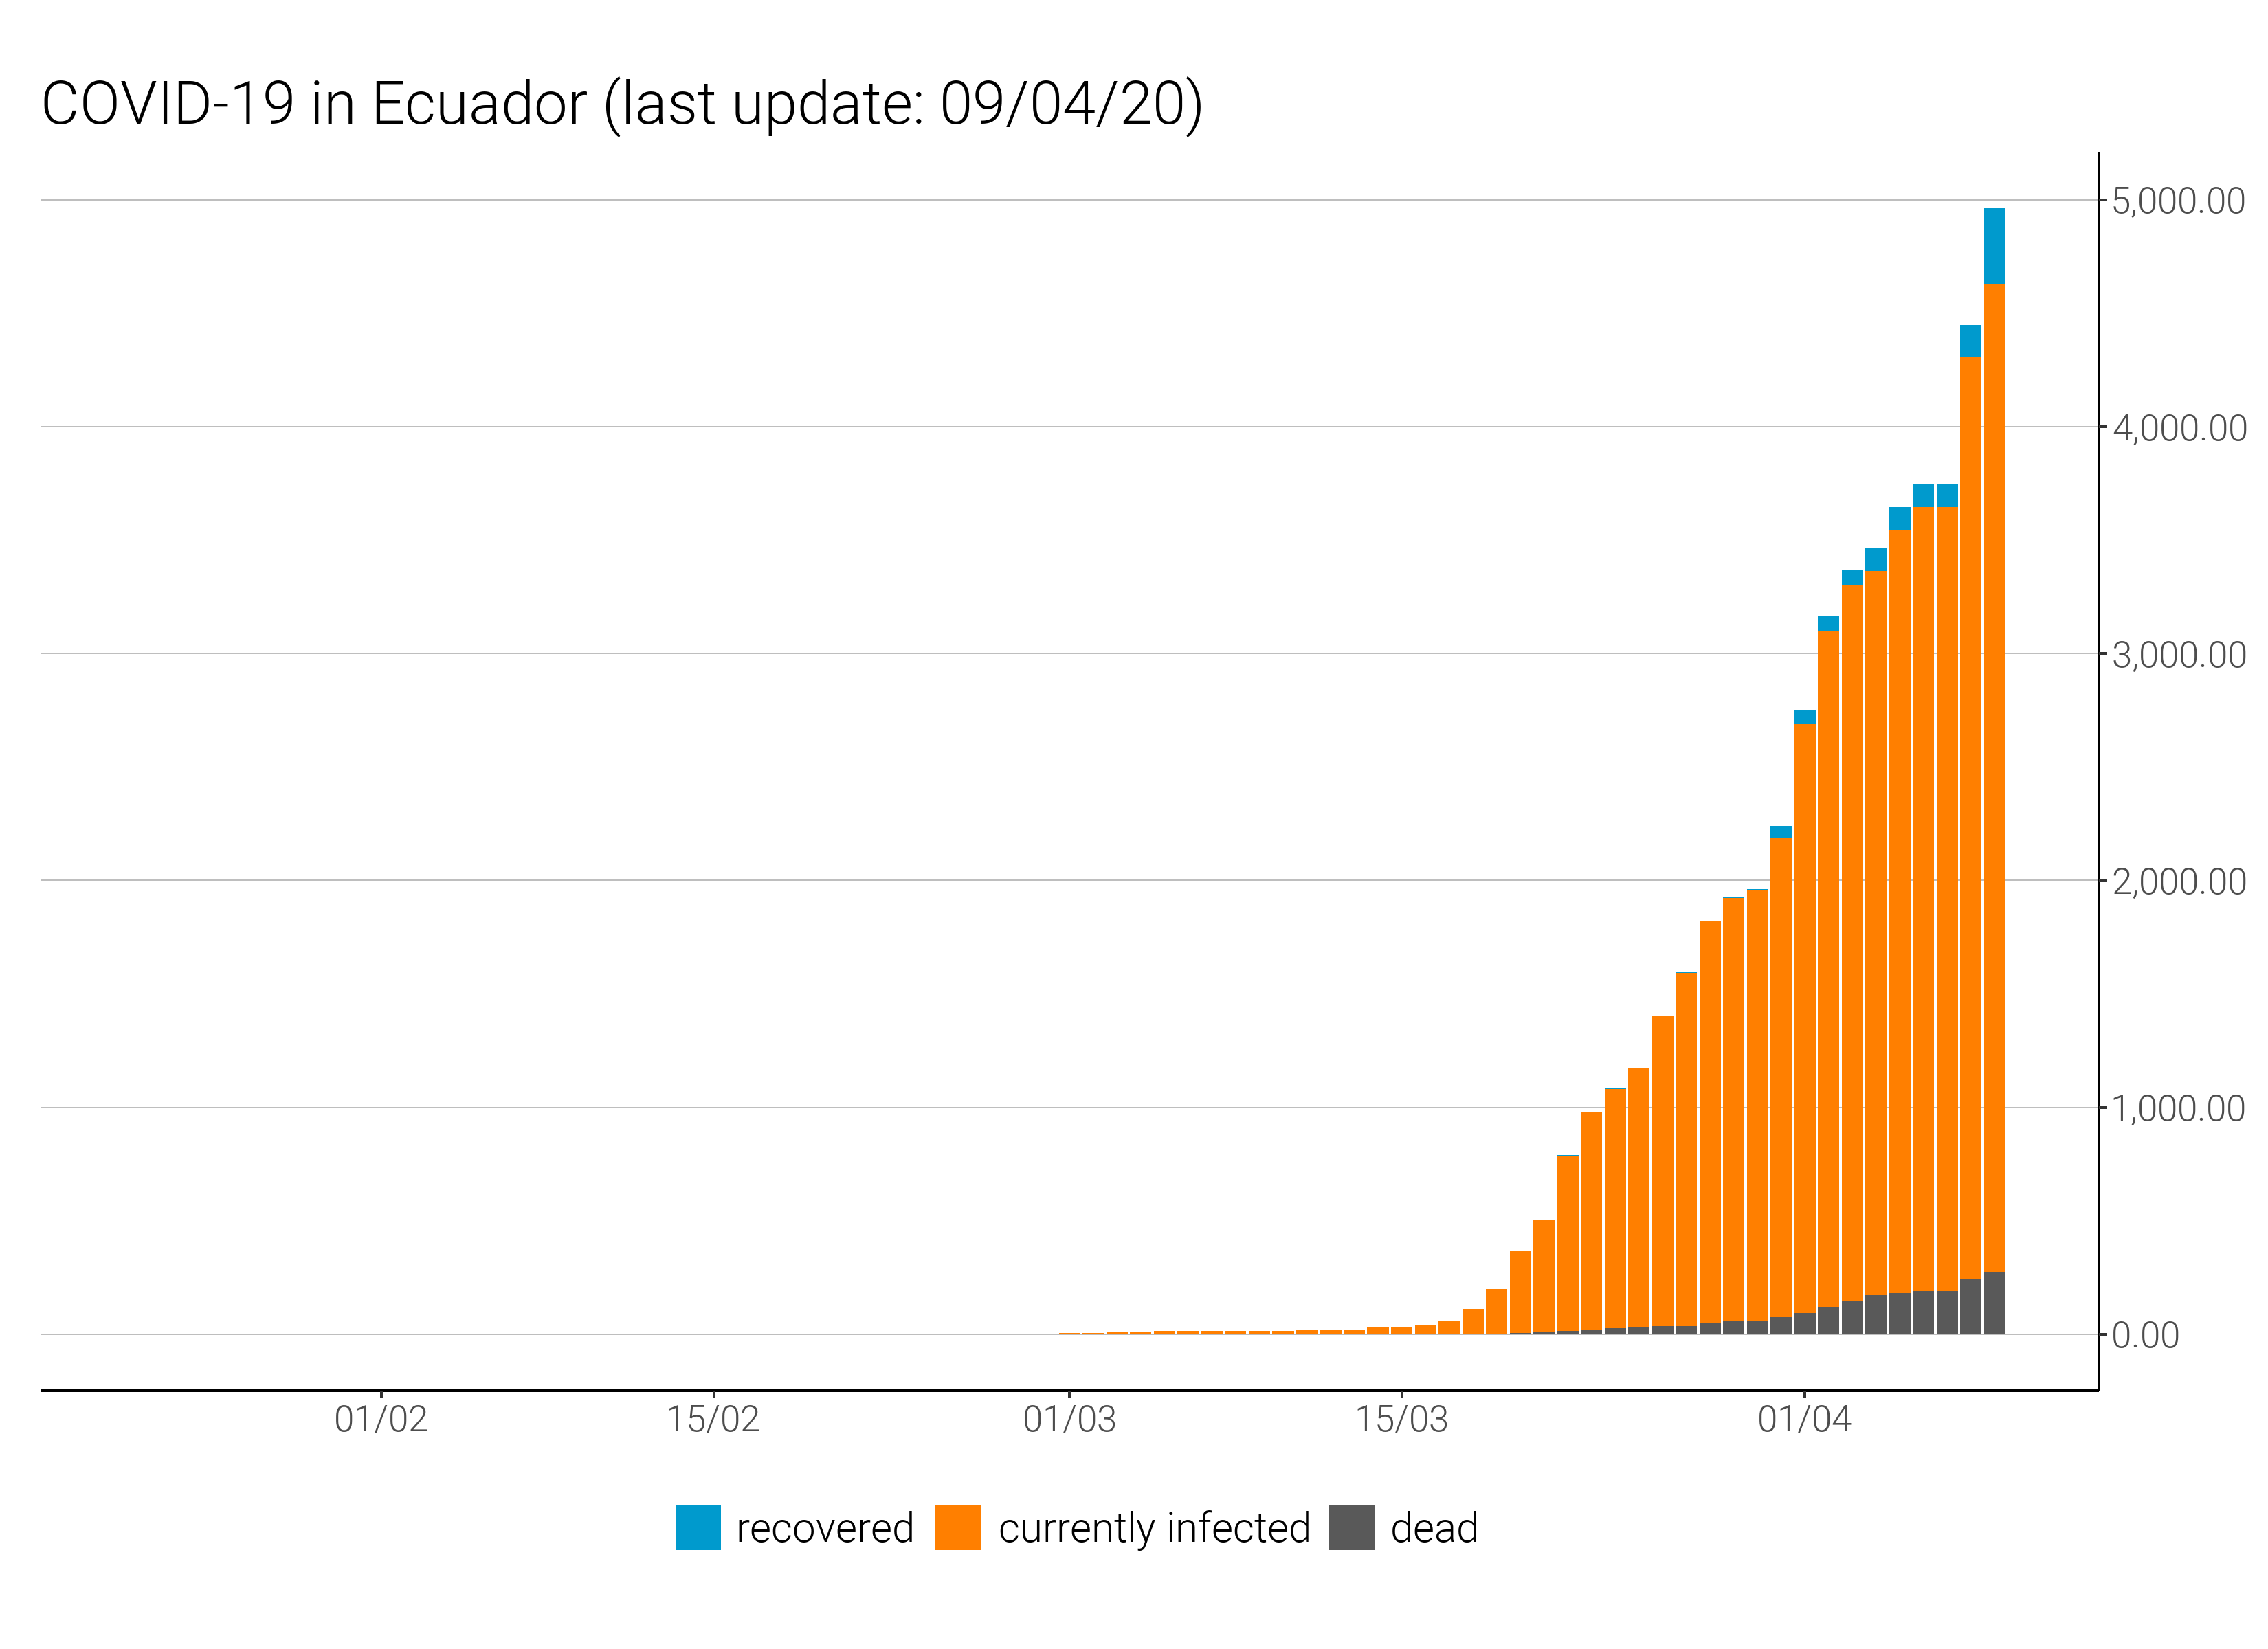 COVID-19 in Ecuador (last update: 09/04/20)
5,000.00
4,000.00
3,000.00
2,000.00
1,000.00
0.00
01/02 15/02 01/03 15/03 01/04
recovered currently infected dead